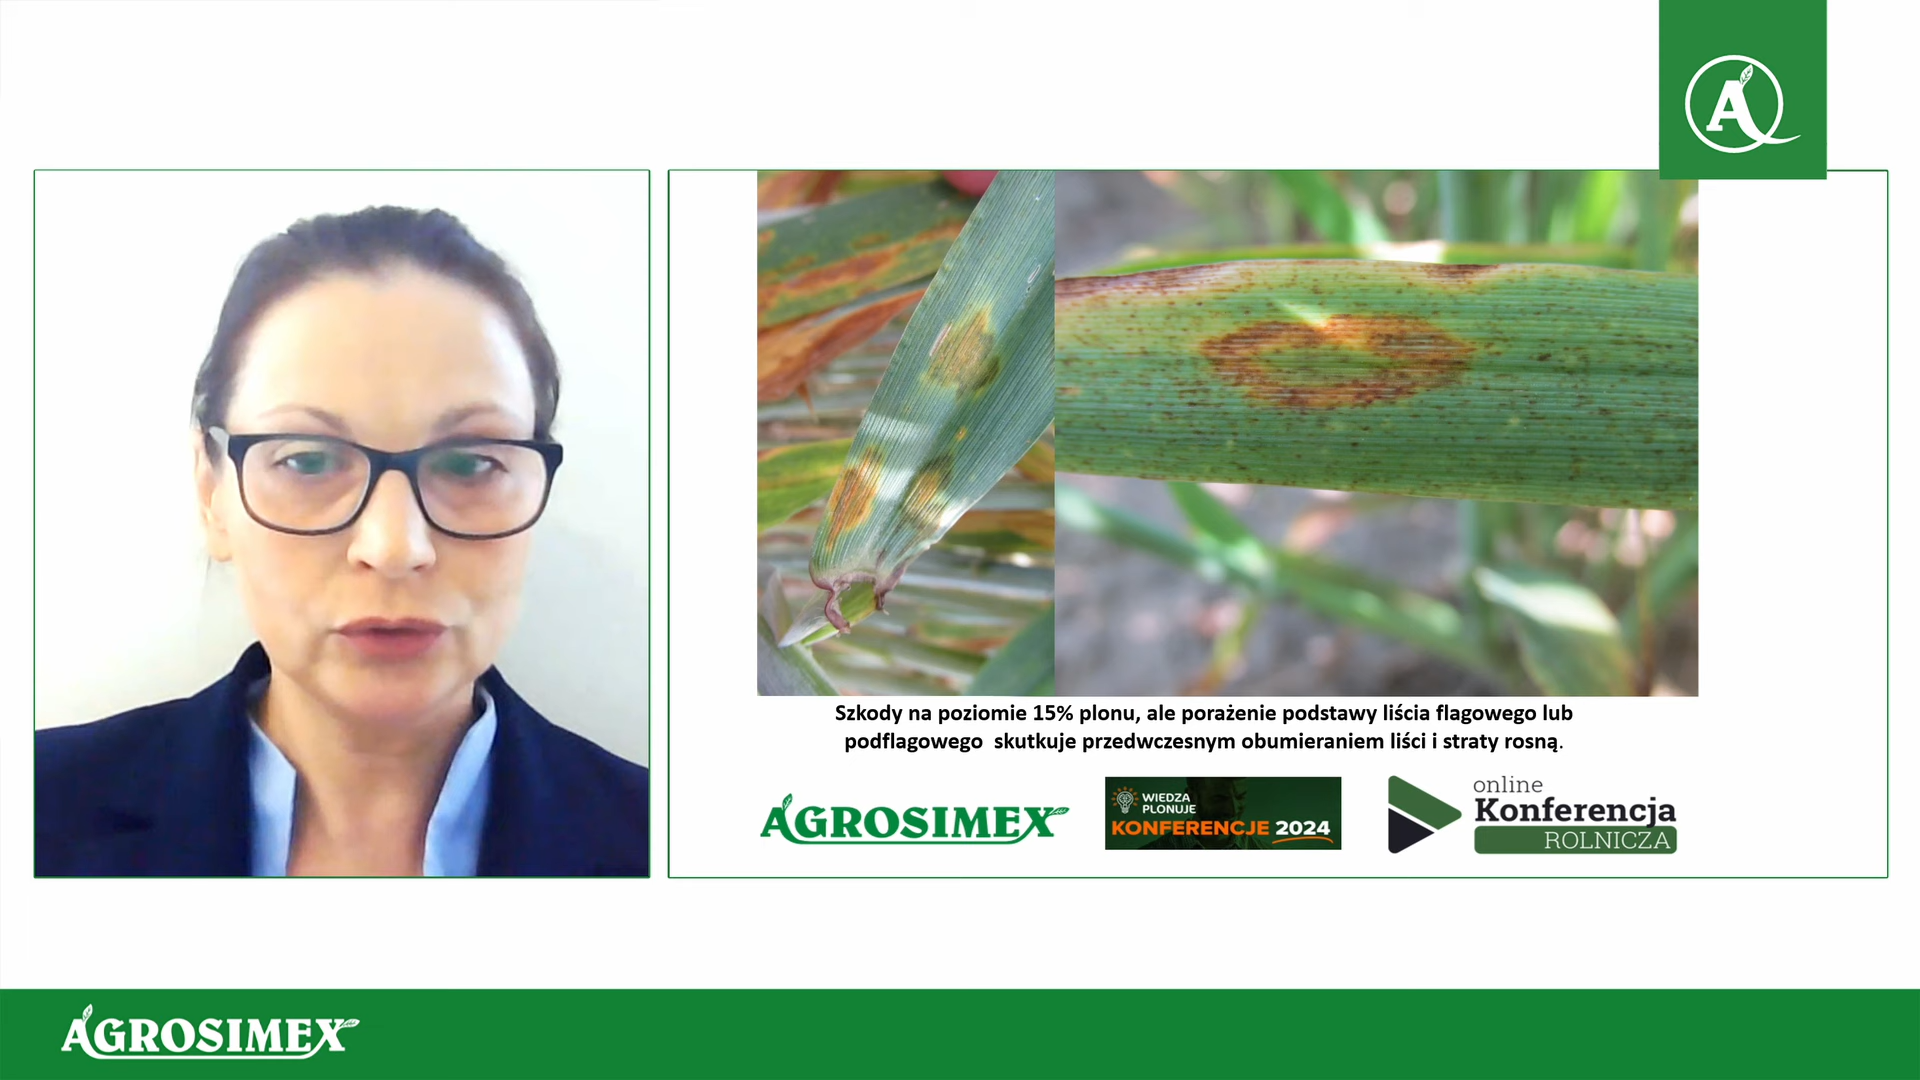 Szkody na poziomie 15% plonu, ale porażenie podstawy liścia flagowego lub
podflagowego skutkuje przedwczesnym obumieraniem liści i straty rosną.
AGROSIMEX
WIEDZA
PLONUJE
KONFERENCJE 2024
online
Konferencja
ROLNICZA
AGROSIMEX